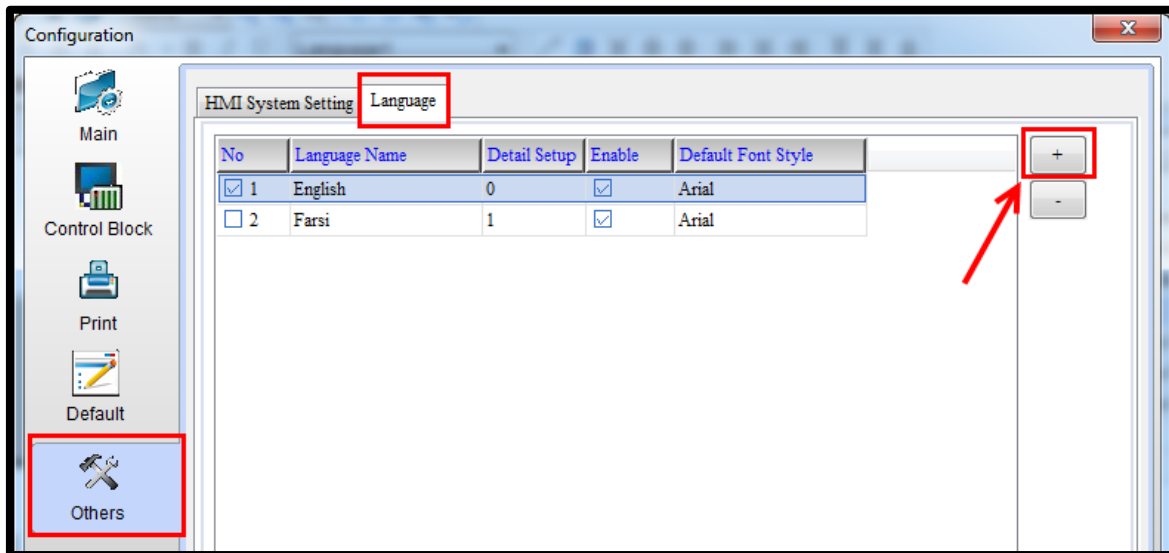 Configuration
Main
Control Block
Print
Default
Others
HMI System Setting Language
No Language Name Detail Setup Enable Default Font Style
1 English 0 Arial
2 Farsi 1 Arial
+
-